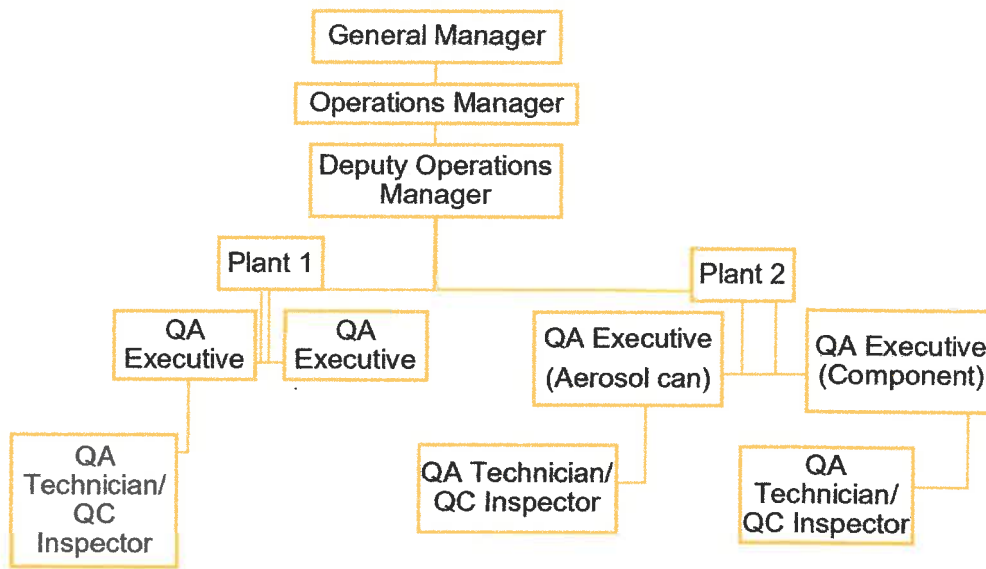 General Manager
Operations Manager
Deputy Operations
Manager
Plant 1
Plant 2
QA
Executive
QA
Executive
QA Executive
(Aerosol can)
QA Executive
(Component)
QA
Technician/
QC
Inspector
QA Technician/
QC Inspector
QA
Technician/
QC Inspector